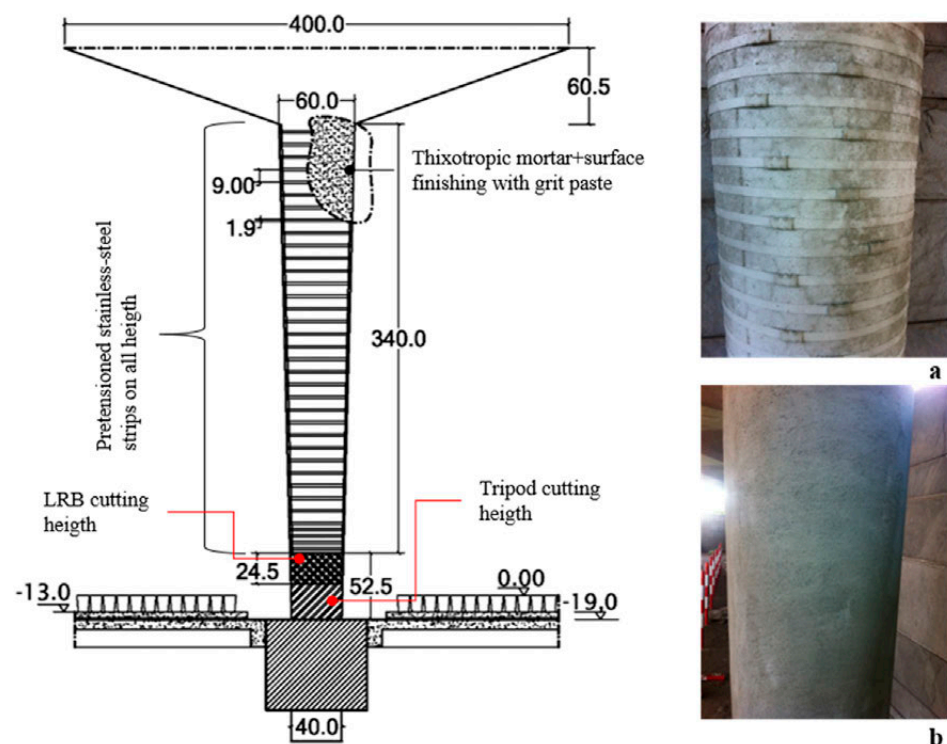 400.0
60.5
60.0
Thixotropic mortar+surface
finishing with grit paste
9.00
1.9
Pretensioned stainless-steel
strips on all heigth
340.0
a
LRB cutting
heigth
Tripod cutting
heigth
24.5
52.5
0.00
-13.0
-19.0
40.0
b